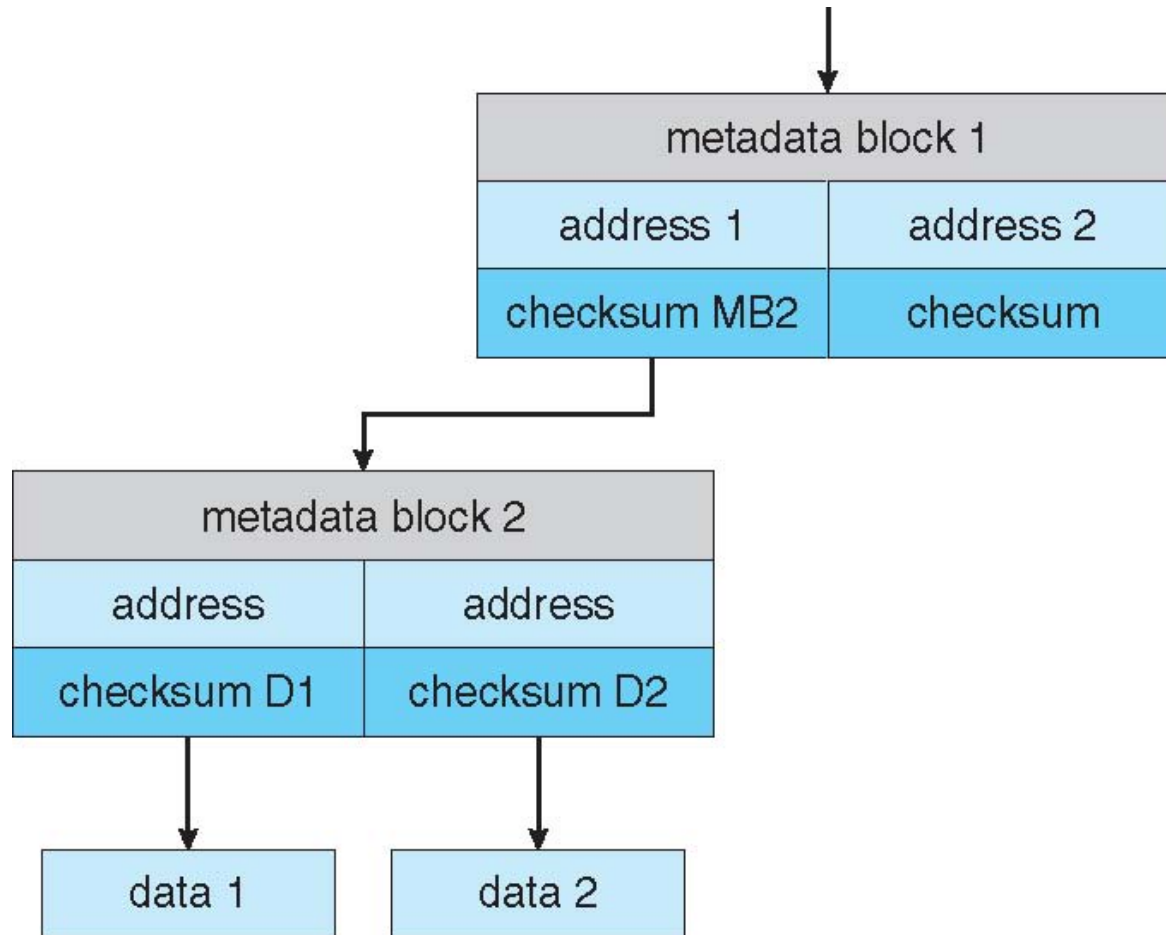 metadata block 1
address 1 address 2
checksum MB2 checksum
metadata block 2
address address
checksum D1 checksum D2
data 1 data 2